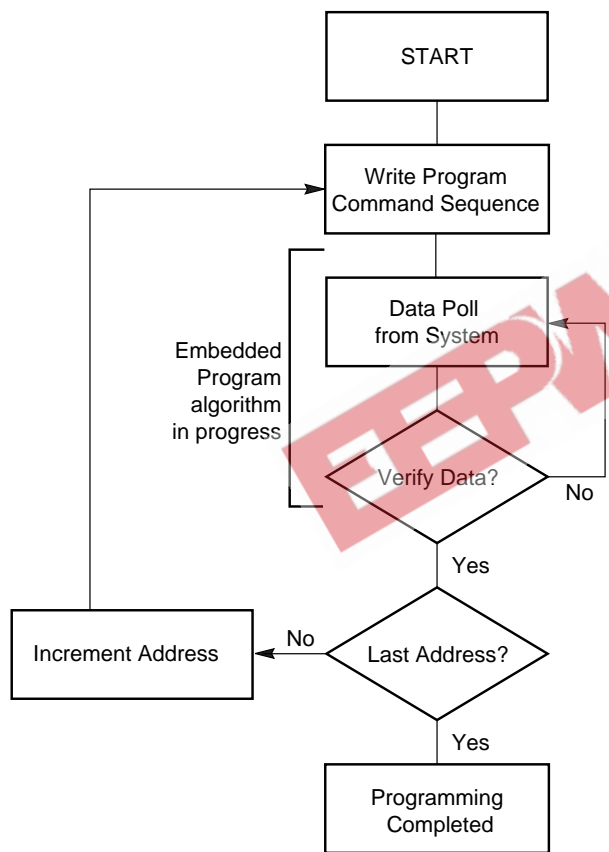 START
Write Program
Command Sequence
Data Poll
from System
Embedded
Program
algorithm
in progress
Verify Data?
No
Yes
No
Increment Address
Last Address?
Yes
Programming
Completed
EEPW